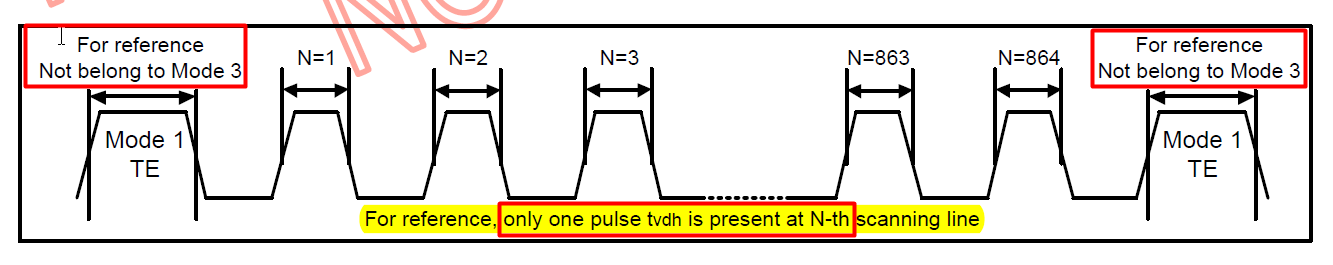 For reference
Not belong to Mode 3
N=1
N=2
N=3
N=863
N=864
For reference
Not belong to Mode 3
Mode 1
TE
Mode 1
TE
For reference, only one pulse tvdh is present at N-th scanning line